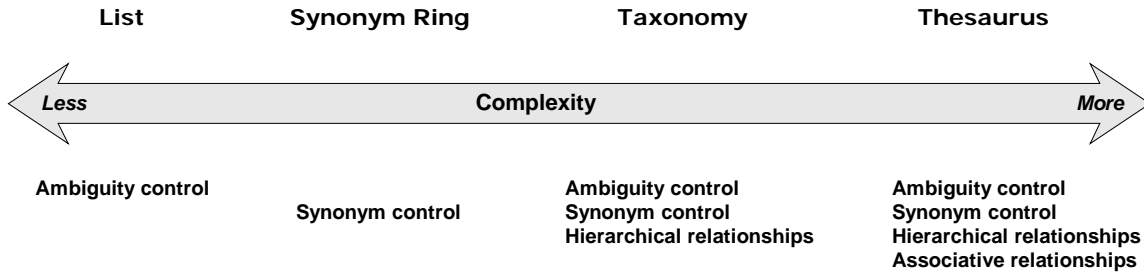 List Synonym Ring Taxonomy Thesaurus
Less Complexity More
Ambiguity control Ambiguity control Ambiguity control
Synonym control Synonym control Synonym control
Hierarchical relationships Hierarchical relationships
Associative relationships